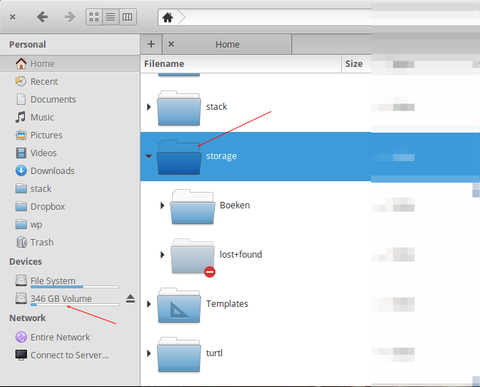 Home
Filename
Size
Personal
Home
Recent
Documents
Music
Pictures
Videos
Downloads
stack
Dropbox
wp
Trash
Devices
File System
346 GB Volume
Network
Entire Network
Connect to Server...
stack
storage
Boeken
lost+found
Templates
turtl